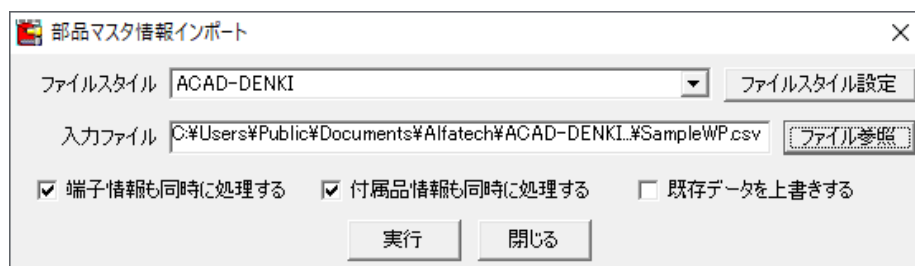 部品マスタ情報インポート
ファイルスタイル ACAD-DENKI ファイルスタイル設定
入力ファイル C:¥Users¥Public¥Documents¥Alfatech¥ACAD-DENKI..¥SampleWP.csv ファイル参照
端子情報も同時に処理する 付属品情報も同時に処理する 既存データを上書きする
実行 閉じる